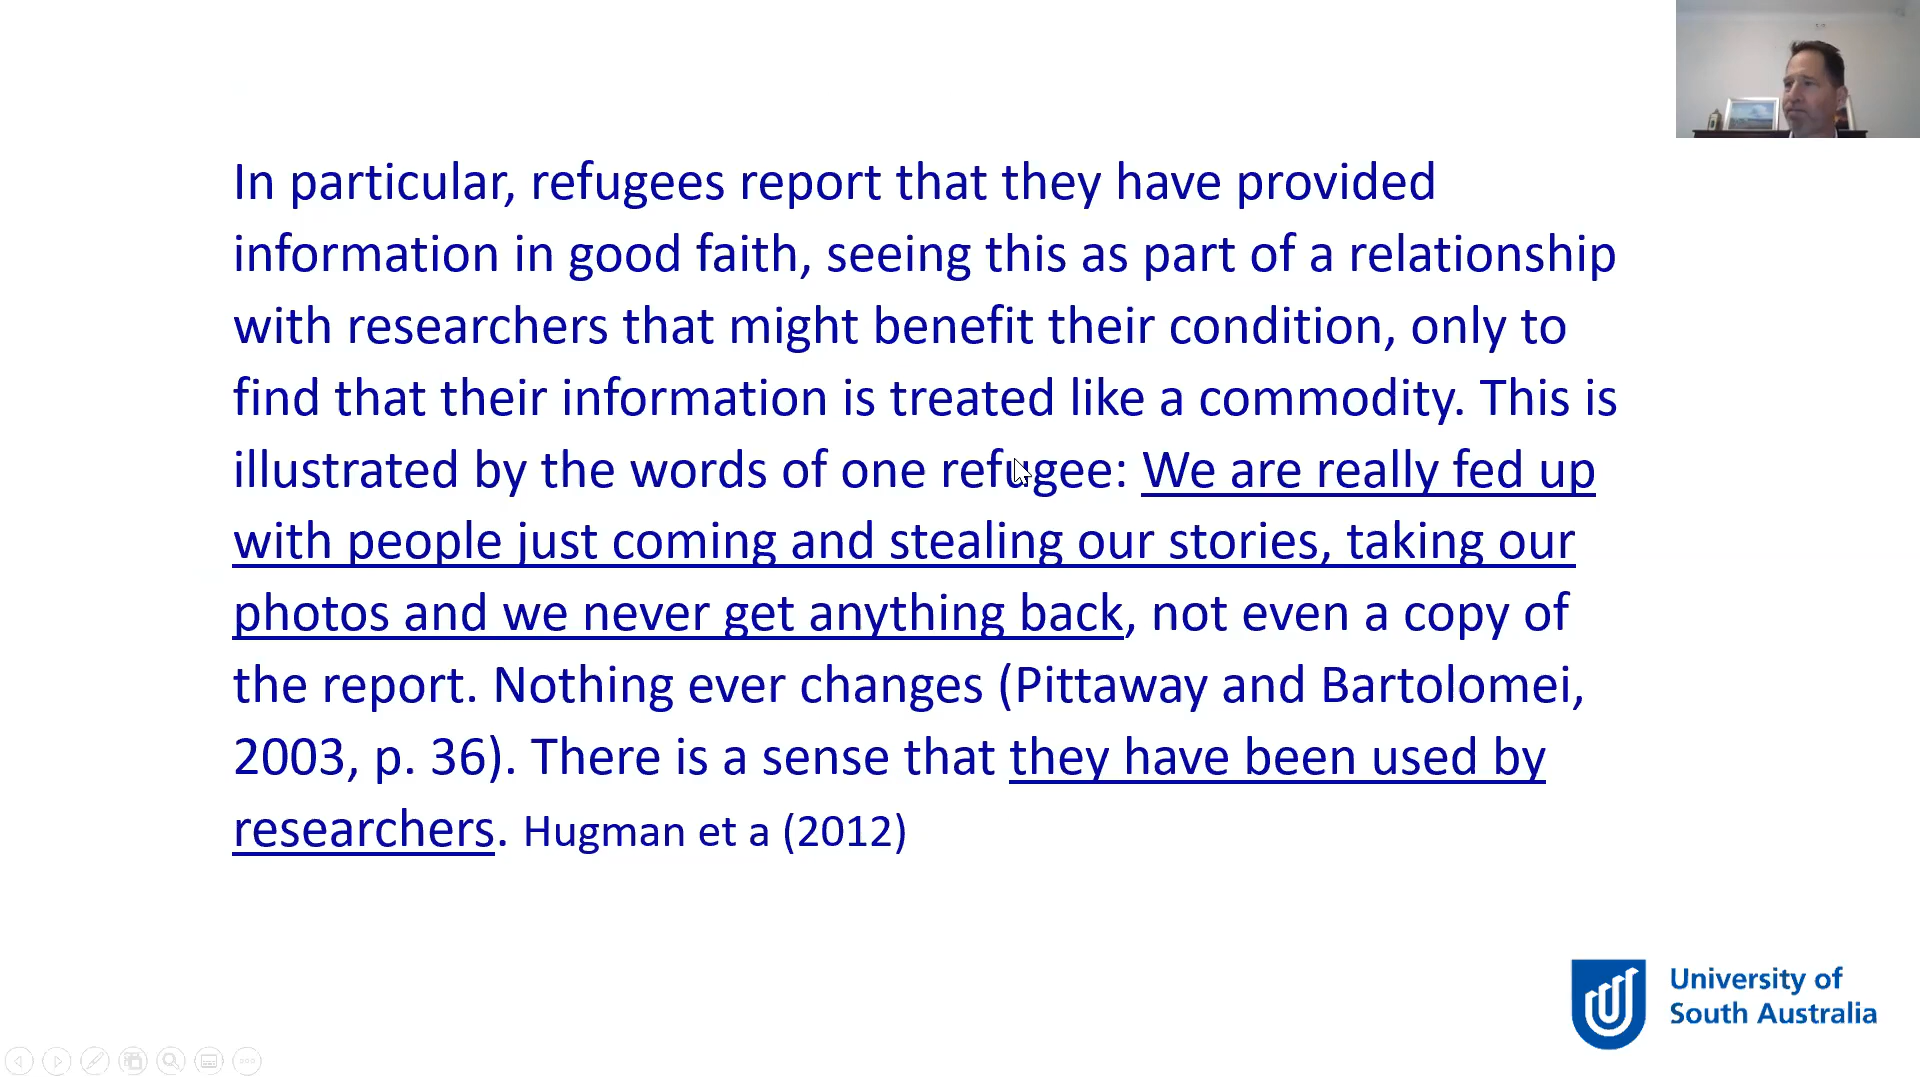 In particular, refugees report that they have provided
information in good faith, seeing this as part of a relationship
with researchers that might benefit their condition, only to
find that their information is treated like a commodity. This is
illustrated by the words of one refugee: We are really fed up
with people just coming and stealing our stories, taking our
photos and we never get anything back, not even a copy of
the report. Nothing ever changes (Pittaway and Bartolomei,
2003, p. 36). There is a sense that they have been used by
researchers. Hugman et a (2012)
University of
South Australia